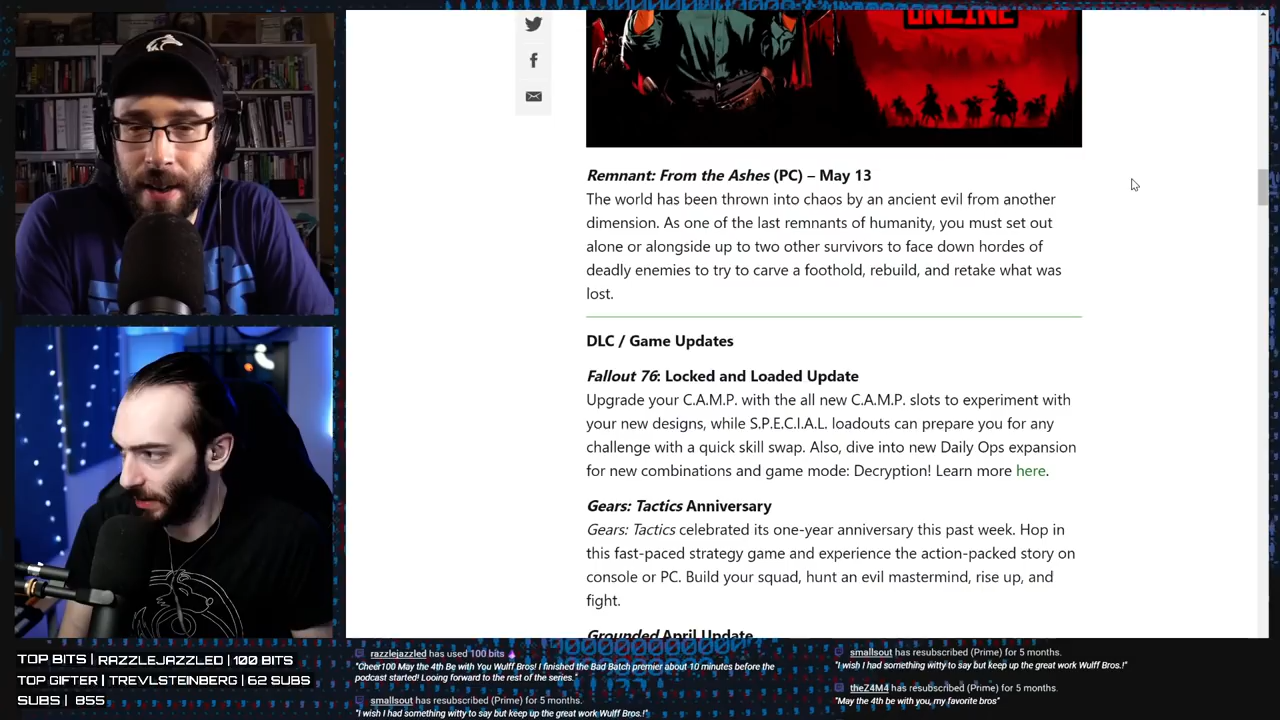 ONLINE
Remnant: From the Ashes (PC) – May 13
The world has been thrown into chaos by an ancient evil from another
dimension. As one of the last remnants of humanity, you must set out
alone or alongside up to two other survivors to face down hordes of
deadly enemies to try to carve a foothold, rebuild, and retake what was
lost.
DLC / Game Updates
Fallout 76: Locked and Loaded Update
Upgrade your C.A.M.P. with the all new C.A.M.P. slots to experiment with
your new designs, while S.P.E.C.I.A.L. loadouts can prepare you for any
challenge with a quick skill swap. Also, dive into new Daily Ops expansion
for new combinations and game mode: Decryption! Learn more here.
Gears: Tactics Anniversary
Gears: Tactics celebrated its one-year anniversary this past week. Hop in
this fast-paced strategy game and experience the action-packed story on
console or PC. Build your squad, hunt an evil mastermind, rise up, and
fight.
Grounded April Update
TOP BITS | RAZZLEJAZZLED | 100 BITS
TOP GIFTER | TREVLSTEINBERG | 62 SUBS
SUBS | 855
razzlejazzled has used 100 bits
"Cheer100 May the 4th Be with You Wulff Bros! I finished the Bad Batch premier about 10 minutes before the
podcast started! Looing forward to the rest of the series."
smallsout has resubscribed (Prime) for 5 months.
"I wish I had something witty to say but keep up the great work Wulff Bros.!"
smallsout has resubscribed (Prime) for 5 months.
"I wish I had something witty to say but keep up the great work Wulff Bros.!"
theZ4M4 has resubscribed (Prime) for 5 months.
"May the 4th be with you, my favorite bros"